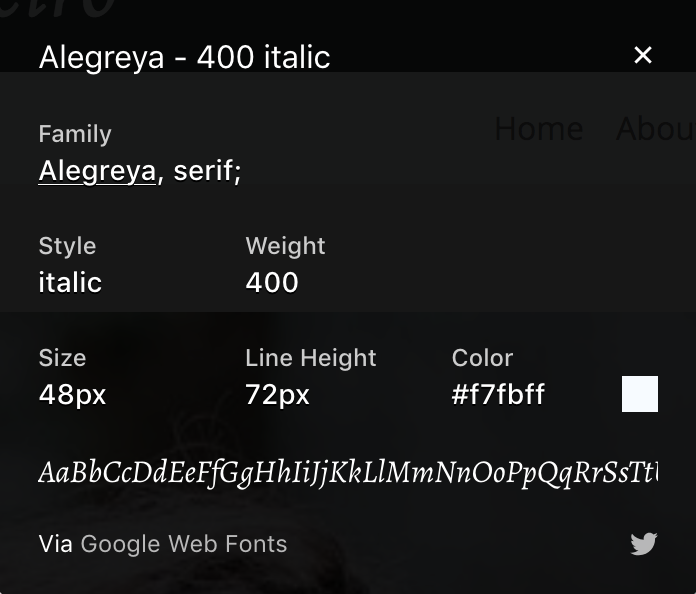 Alegreya - 400 italic
Home Abou
Family
Alegreya, serif;
Style Weight
italic 400
Size Line Height Color
48px 72px #f7fbff
AaBbCcDdEeFfGgHhIiJjKkLlMmNnOoPpQqRrSsTt
Via Google Web Fonts